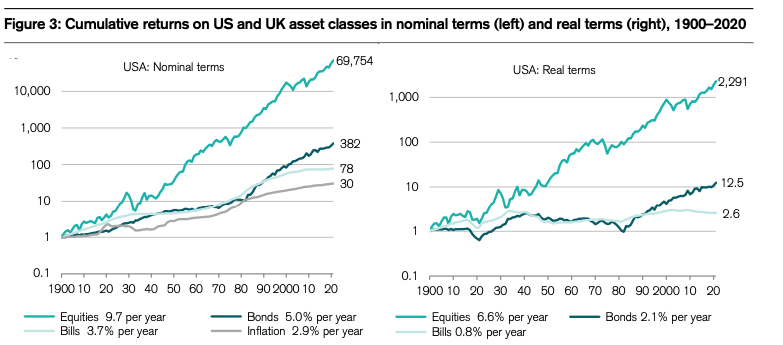 Figure 3: Cumulative returns on US and UK asset classes in nominal terms (left) and real terms (right), 1900–2020
USA: Nominal terms
69,754
10,000
1,000
382
100
78
30
10
1
0.1
1900 10 20 30 40 50 60 70 80 90 2000 10 20
Equities 9.7 per year
Bonds 5.0% per year
Bills 3.7% per year
Inflation 2.9% per year
USA: Real terms
2,291
1,000
100
12.5
10
2.6
1
0.1
1900 10 20 30 40 50 60 70 80 90 2000 10 20
Equities 6.6% per year
Bonds 2.1% per year
Bills 0.8% per year